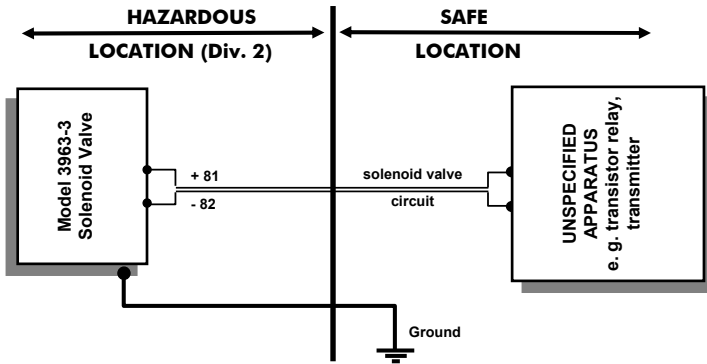 HAZARDOUS
LOCATION (Div. 2)
SAFE
LOCATION
Model 3963-3
Solenoid Valve
+ 81
- 82
solenoid valve
circuit
UNSPECIFIED
APPARATUS
e. g. transistor relay,
transmitter
Ground